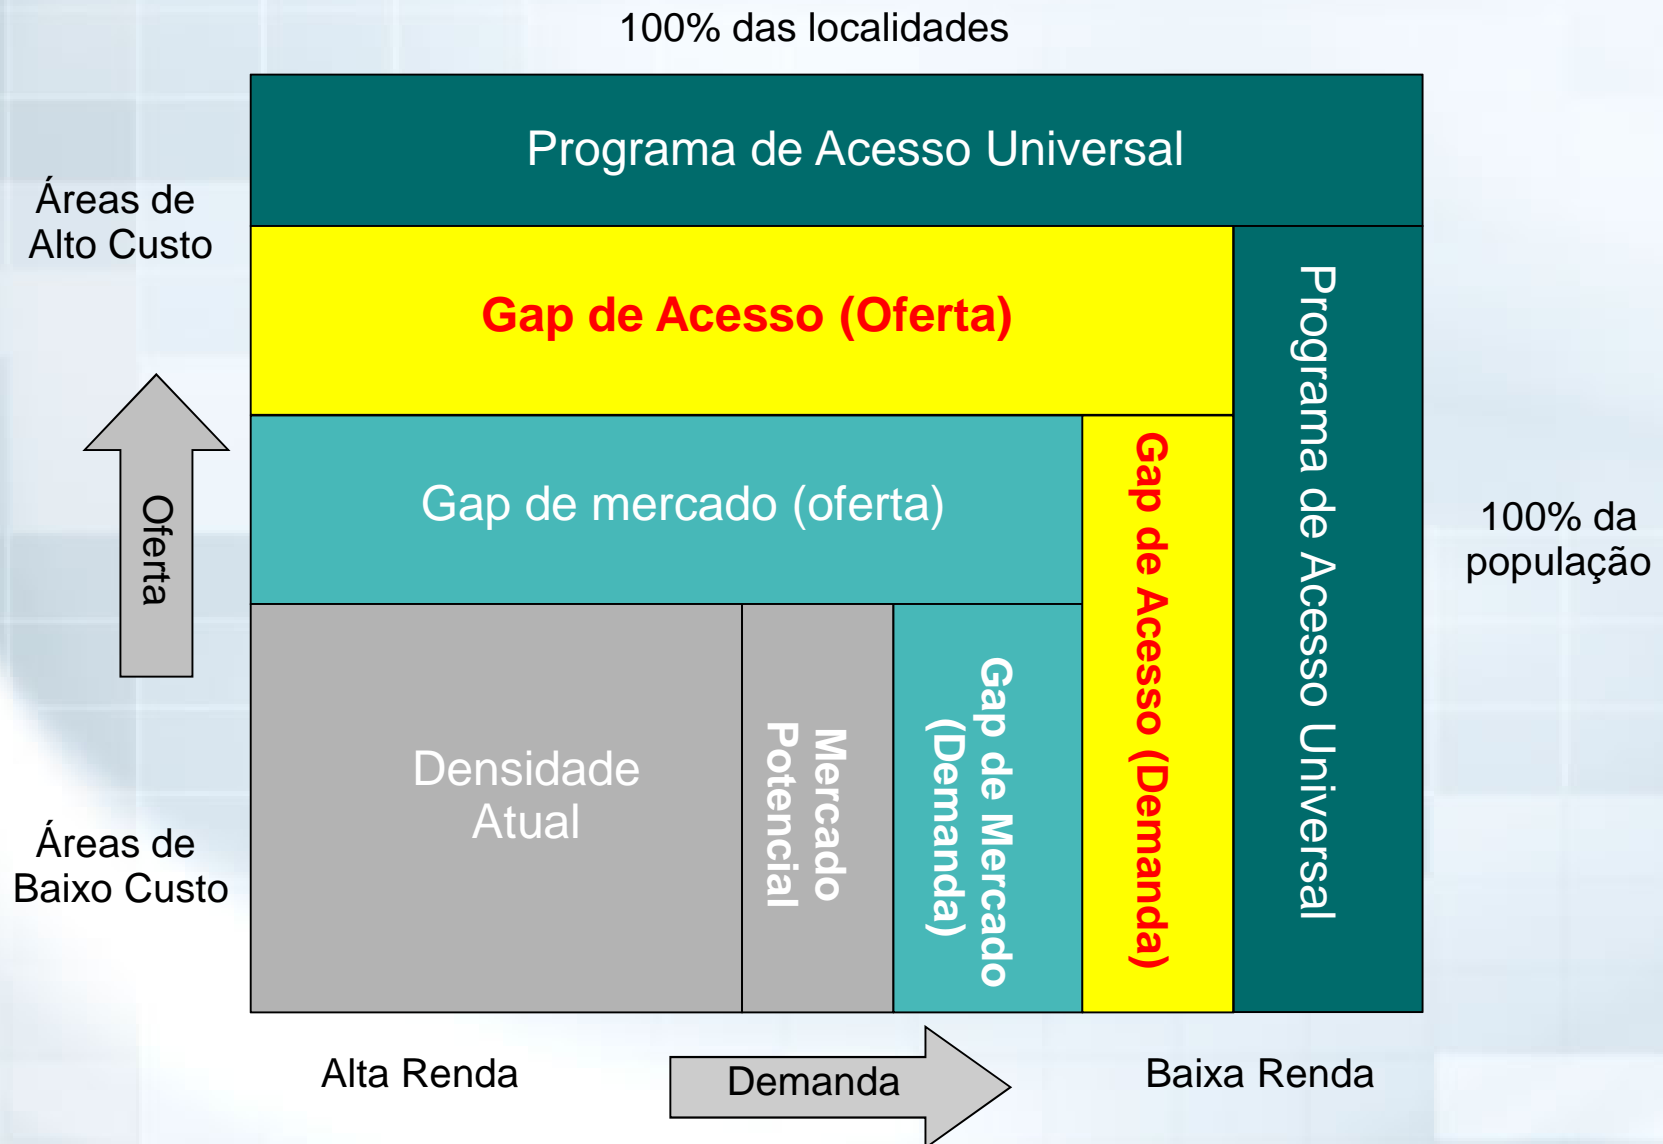 100% das localidades
Programa de Acesso Universal
Áreas de
Alto Custo
Gap de Acesso (Oferta)
Programa de Acesso Universal
Oferta
Gap de mercado (oferta)
Gap de Acesso (Demanda)
100% da
população
Densidade
Atual
Mercado
Potencial
Gap de Mercado
(Demanda)
Áreas de
Baixo Custo
Alta Renda
Demanda
Baixa Renda